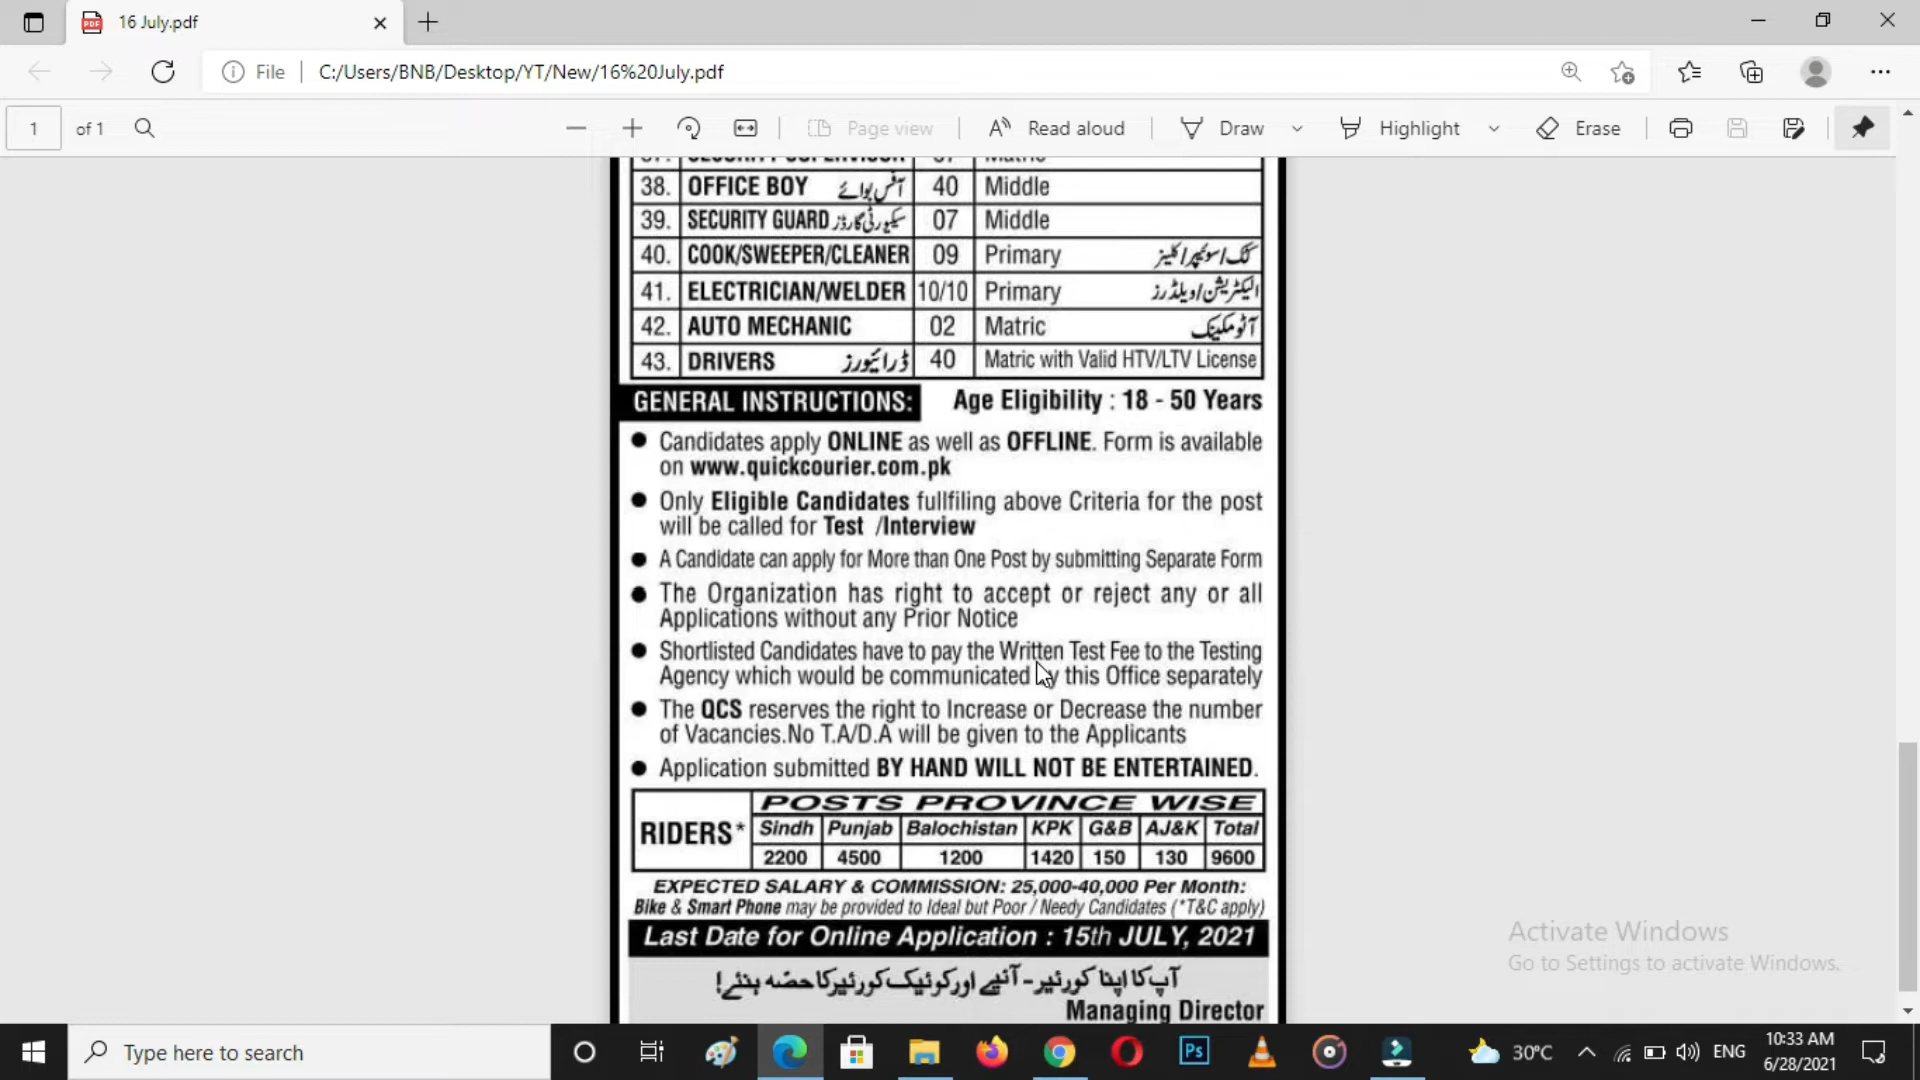 16 July.pdf
File
C:/Users/BNB/Desktop/YT/New/16%20July.pdf
1 of 1
Page view
Read aloud
Draw
Highlight
Erase
38. OFFICE BOY آفس بوائے 40 Middle
39. SECURITY GUARD سیکیورٹی گارڈز 07 Middle
40. COOK/SWEEPER/CLEANER 09 Primary کک/سوئیپر/کلینر
41. ELECTRICIAN/WELDER 10/10 Primary الیکٹریشن/ویلڈرز
42. AUTO MECHANIC 02 Matric آٹو مکینک
43. DRIVERS ڈرائیورز 40 Matric with Valid HTV/LTV License
GENERAL INSTRUCTIONS: Age Eligibility : 18 - 50 Years
● Candidates apply ONLINE as well as OFFLINE. Form is available
on www.quickcourier.com.pk
● Only Eligible Candidates fullfiling above Criteria for the post
will be called for Test /Interview
● A Candidate can apply for More than One Post by submitting Separate Form
● The Organization has right to accept or reject any or all
Applications without any Prior Notice
● Shortlisted Candidates have to pay the Written Test Fee to the Testing
Agency which would be communicated by this Office separately
● The QCS reserves the right to Increase or Decrease the number
of Vacancies.No T.A/D.A will be given to the Applicants
● Application submitted BY HAND WILL NOT BE ENTERTAINED.
POSTS PROVINCE WISE
RIDERS* Sindh Punjab Balochistan KPK G&B AJ&K Total
2200 4500 1200 1420 150 130 9600
EXPECTED SALARY & COMMISSION: 25,000-40,000 Per Month:
Bike & Smart Phone may be provided to Ideal but Poor / Needy Candidates (*T&C apply)
Last Date for Online Application : 15th JULY, 2021
آپ کا اپنا کورئیر - آئیے اور کوئیک کورئیر کا حصّہ بنئے!
Managing Director
Activate Windows
Go to Settings to activate Windows.
Type here to search
Ps
30°C
ENG
10:33 AM
6/28/2021